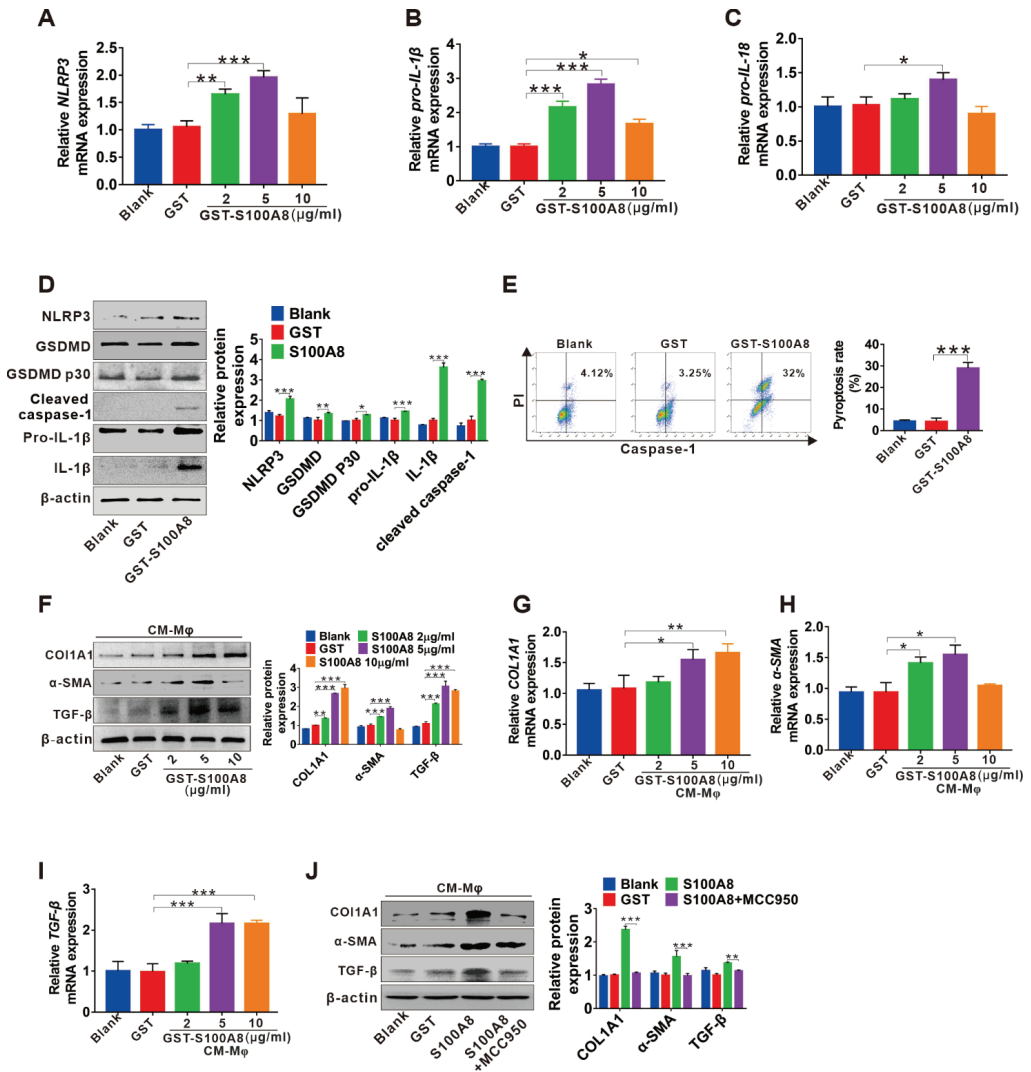 A
Relative NLRP3
mRNA expression
2.5
2.0
1.5
1.0
0.5
0.0
***
**
Blank
GST
2
5
10
GST-S100A8(μg/ml)
B
Relative pro-IL-1β
mRNA expression
4
3
2
1
0
*
***
***
Blank
GST
2
5
10
GST-S100A8(μg/ml)
C
Relative pro-IL-18
mRNA expression
2.0
1.5
1.0
0.5
0.0
*
Blank
GST
2
5
10
GST-S100A8(μg/ml)
D
NLRP3
GSDMD
GSDMD p30
Cleaved
caspase-1
Pro-IL-1β
IL-1β
β-actin
Blank
GST
GST-S100A8
Blank
GST
S100A8
Relative protein
expression
5
4
3
2
1
0
***
**
*
***
***
***
NLRP3
GSDMD
GSDMD P30
pro-IL-1β
IL-1β
cleaved caspase-1
E
Blank
GST
GST-S100A8
4.12%
3.25%
32%
PI
Caspase-1
Pyroptosis rate
(%)
40
30
20
10
0
***
Blank
GST
GST-S100A8
F
CM-Mφ
COl1A1
α-SMA
TGF-β
β-actin
Blank
GST
2
5
10
GST-S100A8
(μg/ml)
Blank
GST
S100A8 2μg/ml
S100A8 5μg/ml
S100A8 10μg/ml
Relative protein
expression
4
3
2
1
0
***
***
**
***
***
***
***
***
COL1A1
α-SMA
TGF-β
G
Relative COL1A1
mRNA expression
2.0
1.5
1.0
0.5
0.0
**
*
Blank
GST
2
5
10
GST-S100A8(μg/ml)
CM-Mφ
H
Relative α-SMA
mRNA expression
2.0
1.5
1.0
0.5
0.0
*
*
Blank
GST
2
5
10
GST-S100A8(μg/ml)
CM-Mφ
I
Relative TGF-β
mRNA expression
3
2
1
0
***
***
Blank
GST
2
5
10
GST-S100A8(μg/ml)
CM-Mφ
J
CM-Mφ
COl1A1
α-SMA
TGF-β
β-actin
Blank
GST
S100A8
S100A8
+MCC950
Blank
GST
S100A8
S100A8+MCC950
Relative protein
expression
3
2
1
0
***
***
**
COL1A1
α-SMA
TGF-β